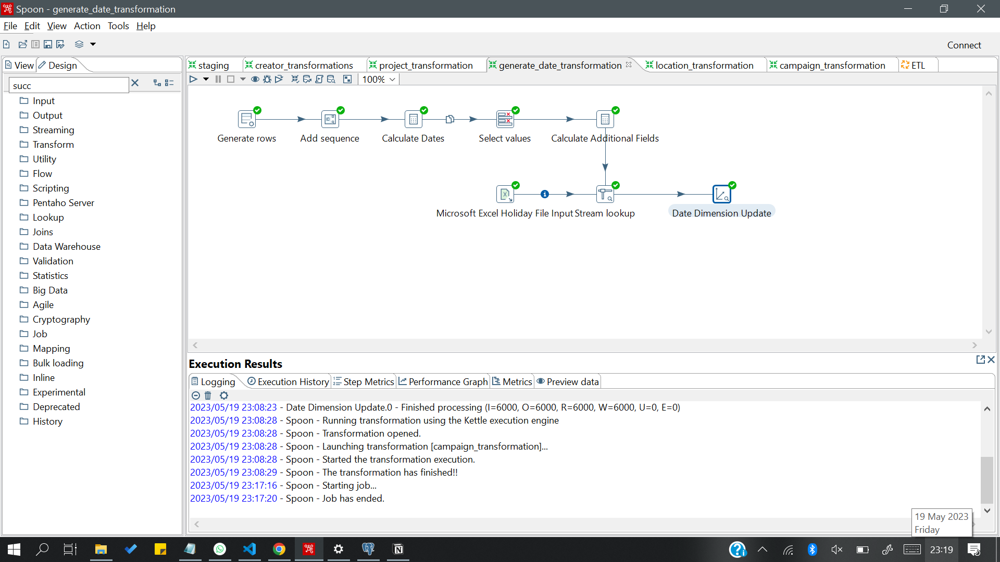 Spoon - generate_date_transformation
File Edit View Action Tools Help
Connect
View Design
succ
Input
Output
Streaming
Transform
Utility
Flow
Scripting
Pentaho Server
Lookup
Joins
Data Warehouse
Validation
Statistics
Big Data
Agile
Cryptography
Job
Mapping
Bulk loading
Inline
Experimental
Deprecated
History
staging creator_transformations project_transformation generate_date_transformation location_transformation campaign_transformation ETL
100%
Generate rows Add sequence Calculate Dates Select values Calculate Additional Fields
Microsoft Excel Holiday File Input Stream lookup Date Dimension Update
Execution Results
Logging Execution History Step Metrics Performance Graph Metrics Preview data
2023/05/19 23:08:23 - Date Dimension Update.0 - Finished processing (I=6000, O=6000, R=6000, W=6000, U=0, E=0)
2023/05/19 23:08:28 - Spoon - Running transformation using the Kettle execution engine
2023/05/19 23:08:28 - Spoon - Transformation opened.
2023/05/19 23:08:28 - Spoon - Launching transformation [campaign_transformation]...
2023/05/19 23:08:28 - Spoon - Started the transformation execution.
2023/05/19 23:08:29 - Spoon - The transformation has finished!!
2023/05/19 23:17:16 - Spoon - Starting job...
2023/05/19 23:17:20 - Spoon - Job has ended.
19 May 2023
Friday
23:19